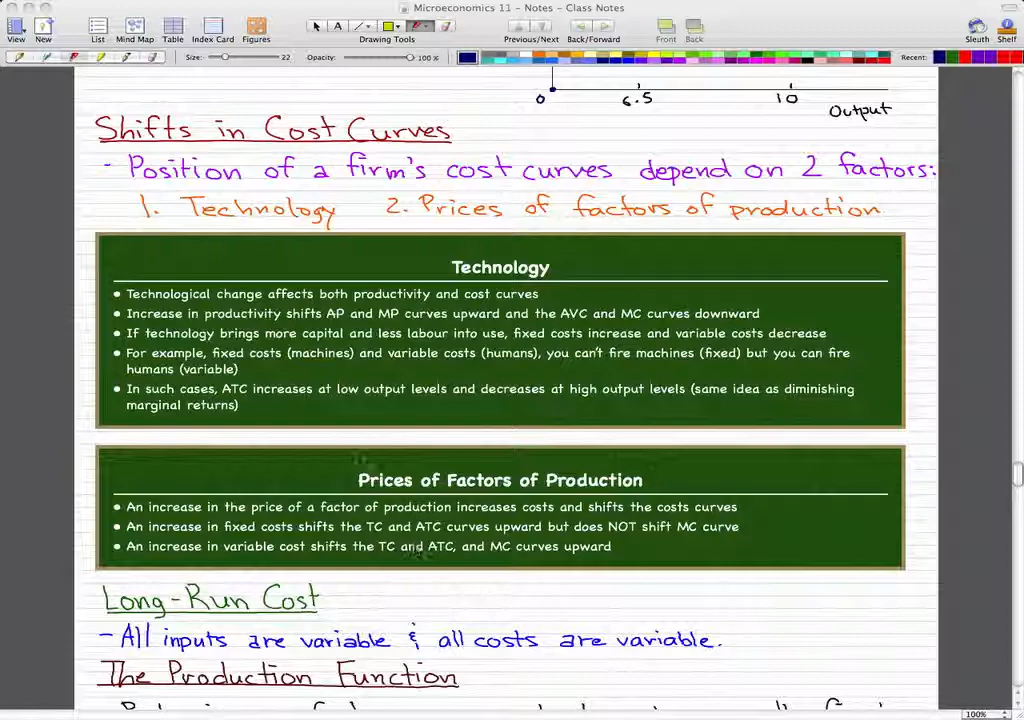 Microeconomics 11 – Notes – Class Notes
View New List Mind Map Table Index Card Figures Drawing Tools Previous/Next Back/Forward Front Back Sleuth Shelf
Size: 22 Opacity: 100 % Recent:
0 6.5 10 Output
Shifts in Cost Curves
- Position of a firm's cost curves depend on 2 factors:
1. Technology 2. Prices of factors of production
Technology
• Technological change affects both productivity and cost curves
• Increase in productivity shifts AP and MP curves upward and the AVC and MC curves downward
• If technology brings more capital and less labour into use, fixed costs increase and variable costs decrease
• For example, fixed costs (machines) and variable costs (humans), you can't fire machines (fixed) but you can fire
humans (variable)
• In such cases, ATC increases at low output levels and decreases at high output levels (same idea as diminishing
marginal returns)
Prices of Factors of Production
• An increase in the price of a factor of production increases costs and shifts the costs curves
• An increase in fixed costs shifts the TC and ATC curves upward but does NOT shift MC curve
• An increase in variable cost shifts the TC and ATC, and MC curves upward
Long-Run Cost
- All inputs are variable & all costs are variable.
The Production Function
100%